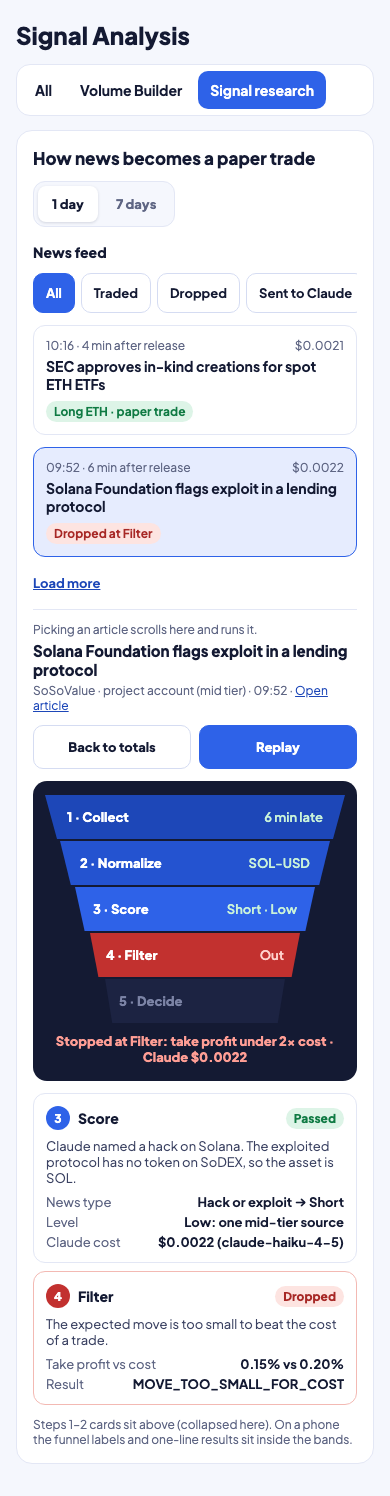 Signal Analysis
All Volume Builder Signal research
How news becomes a paper trade
1 day 7 days
News feed
All Traded Dropped Sent to Claude
10:16 · 4 min after release $0.0021
SEC approves in-kind creations for spot
ETH ETFs
Long ETH · paper trade
09:52 · 6 min after release $0.0022
Solana Foundation flags exploit in a lending
protocol
Dropped at Filter
Load more
Picking an article scrolls here and runs it.
Solana Foundation flags exploit in a lending
protocol
SoSoValue · project account (mid tier) · 09:52 · Open
article
Back to totals Replay
1 · Collect 6 min late
2 · Normalize SOL-USD
3 · Score Short · Low
4 · Filter Out
5 · Decide
Stopped at Filter: take profit under 2× cost ·
Claude $0.0022
3 Score Passed
Claude named a hack on Solana. The exploited
protocol has no token on SoDEX, so the asset is
SOL.
News type Hack or exploit → Short
Level Low: one mid-tier source
Claude cost $0.0022 (claude-haiku-4-5)
4 Filter Dropped
The expected move is too small to beat the cost
of a trade.
Take profit vs cost 0.15% vs 0.20%
Result MOVE_TOO_SMALL_FOR_COST
Steps 1–2 cards sit above (collapsed here). On a phone
the funnel labels and one-line results sit inside the bands.